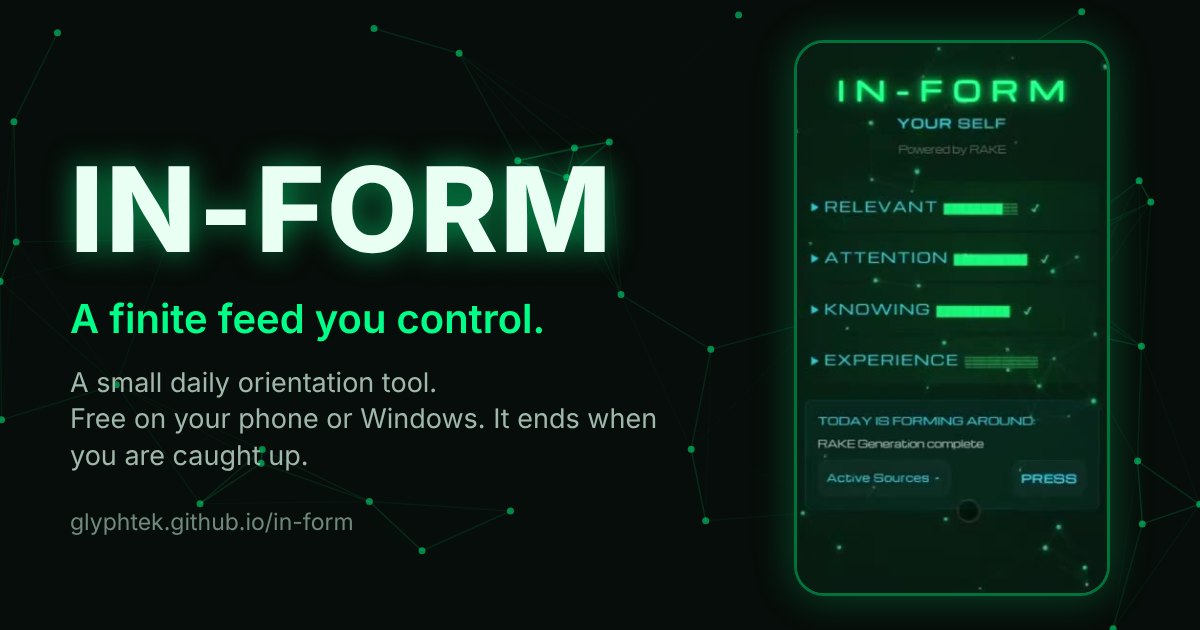 IN-FORM
A finite feed you control.
A small daily orientation tool.
Free on your phone or Windows. It ends when
you are caught up.
glyphtek.github.io/in-form
IN-FORM
YOUR SELF
Powered by RAKE
▸ RELEVANT ✓
▸ ATTENTION ✓
▸ KNOWING ✓
▸ EXPERIENCE
TODAY IS FORMING AROUND:
RAKE Generation complete
Active Sources
PRESS